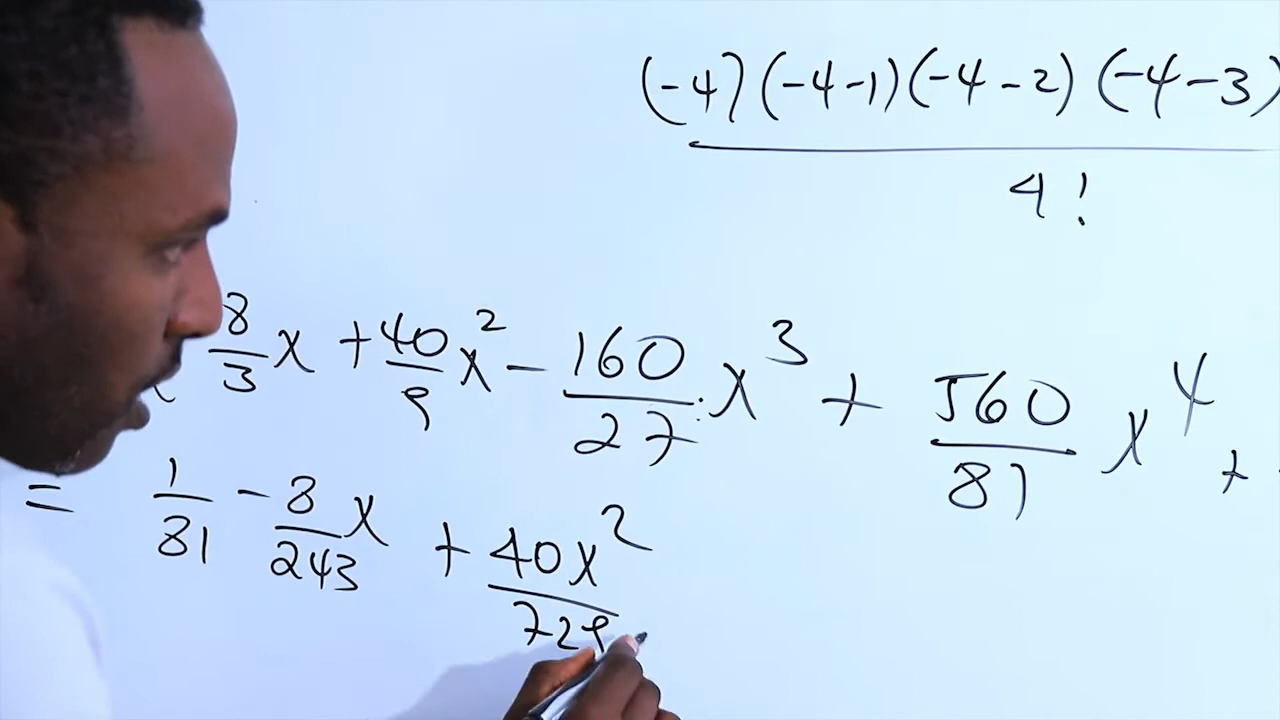 (-4)(-4-1)(-4-2)(-4-3)
4!
8/3 x + 40/9 x² - 160/27 x³ + 560/81 x⁴ +
= 1/81 - 8/243 x + 40x²/729